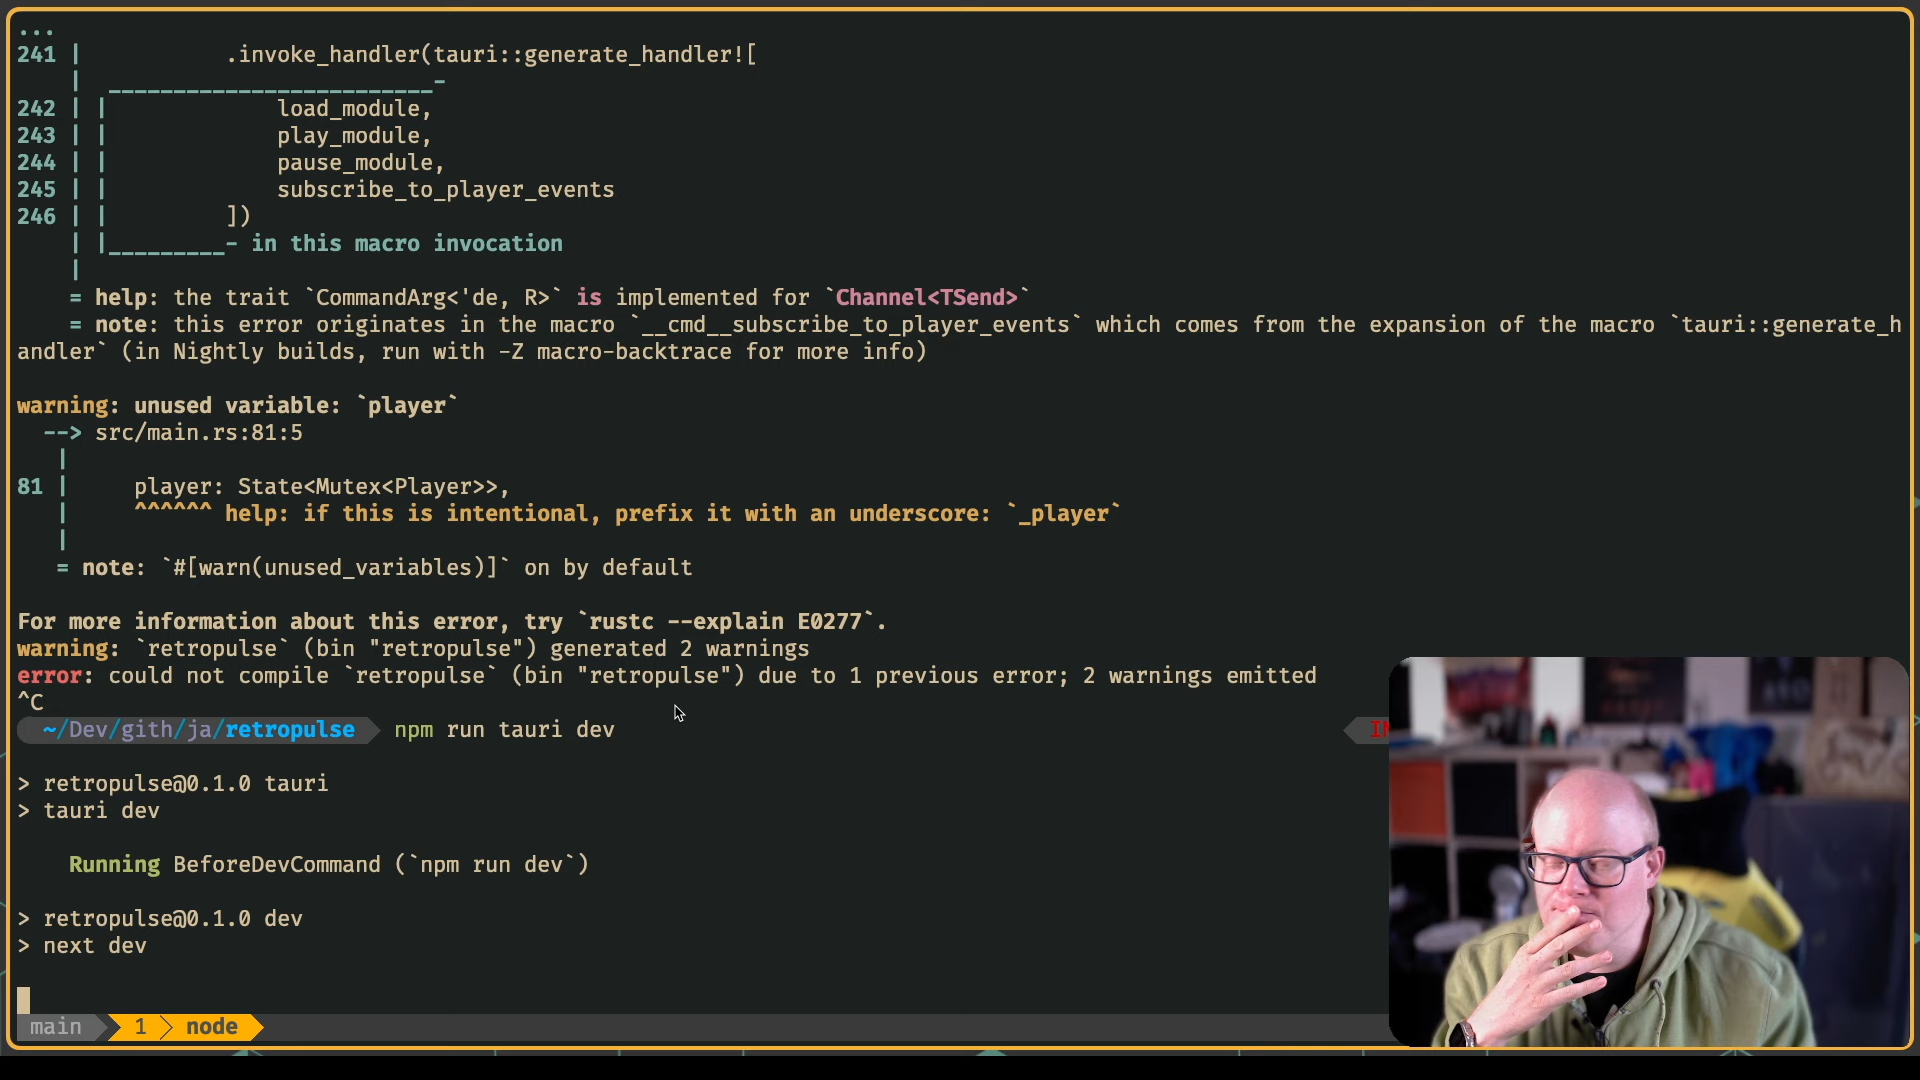 ...
241 |           .invoke_handler(tauri::generate_handler![
    |  _________________________-
242 | |             load_module,
243 | |             play_module,
244 | |             pause_module,
245 | |             subscribe_to_player_events
246 | |         ])
    | |_________- in this macro invocation
    |
    = help: the trait `CommandArg<'de, R>` is implemented for `Channel<TSend>`
    = note: this error originates in the macro `__cmd__subscribe_to_player_events` which comes from the expansion of the macro `tauri::generate_h
andler` (in Nightly builds, run with -Z macro-backtrace for more info)
warning: unused variable: `player`
  --> src/main.rs:81:5
   |
81 |     player: State<Mutex<Player>>,
   |     ^^^^^^ help: if this is intentional, prefix it with an underscore: `_player`
   |
   = note: `#[warn(unused_variables)]` on by default
For more information about this error, try `rustc --explain E0277`.
warning: `retropulse` (bin "retropulse") generated 2 warnings
error: could not compile `retropulse` (bin "retropulse") due to 1 previous error; 2 warnings emitted
^C
~/Dev/gith/ja/retropulse npm run tauri dev
> retropulse@0.1.0 tauri
> tauri dev
    Running BeforeDevCommand (`npm run dev`)
> retropulse@0.1.0 dev
> next dev
main 1 node